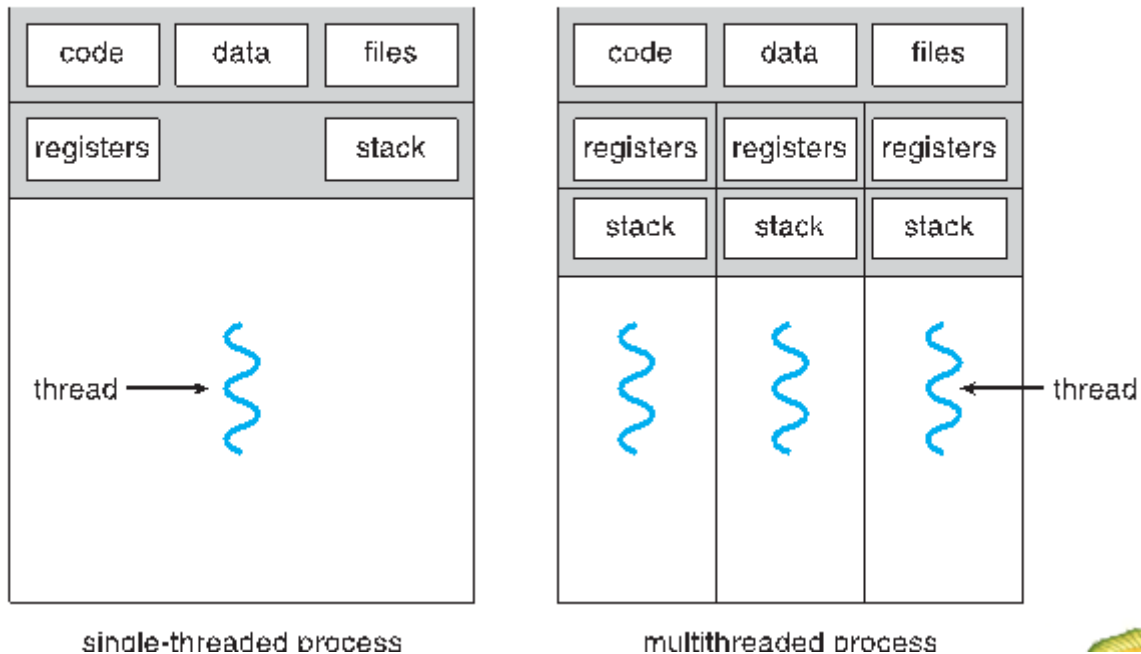 code data files
registers stack
thread
single-threaded process
code data files
registers registers registers
stack stack stack
thread
multithreaded process